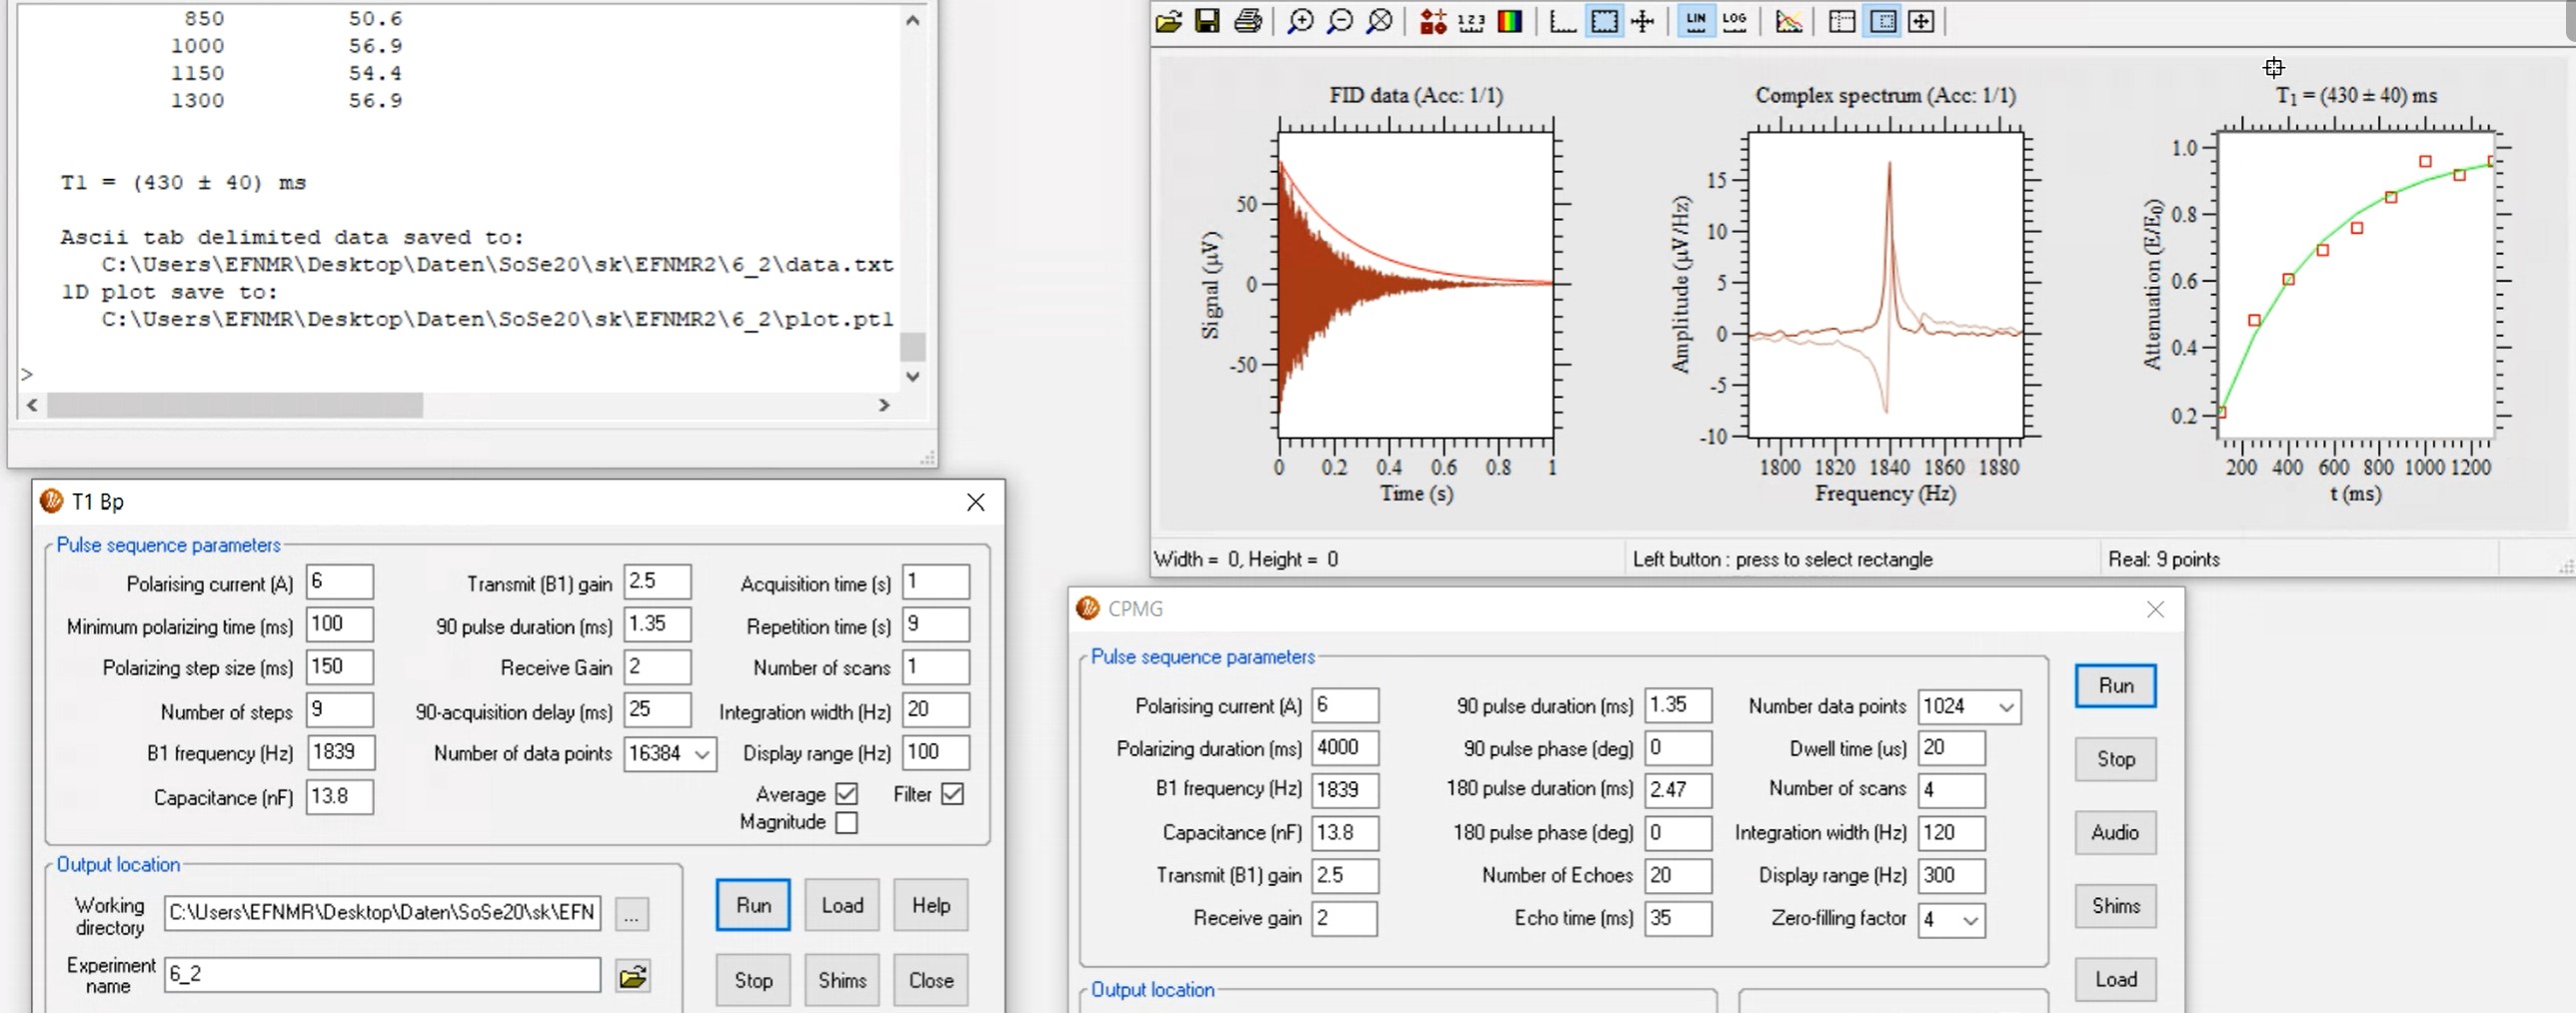 850 50.6
1000 56.9
1150 54.4
1300 56.9
T1 = (430 ± 40) ms
Ascii tab delimited data saved to:
C:\Users\EFNMR\Desktop\Daten\SoSe20\sk\EFNMR2\6_2\data.txt
1D plot save to:
C:\Users\EFNMR\Desktop\Daten\SoSe20\sk\EFNMR2\6_2\plot.pt1
>
1 2 3
LIN
LOG
FID data (Acc: 1/1)
50
0
-50
Signal (µV)
0 0.2 0.4 0.6 0.8 1
Time (s)
Complex spectrum (Acc: 1/1)
15
10
5
0
-5
-10
Amplitude (µV/Hz)
1800 1820 1840 1860 1880
Frequency (Hz)
T1 = (430 ± 40) ms
1.0
0.8
0.6
0.4
0.2
Attenuation (E/E0)
200 400 600 800 1000 1200
t (ms)
Width = 0, Height = 0
Left button : press to select rectangle
Real: 9 points
T1 Bp
Pulse sequence parameters
Polarising current (A) 6 Transmit (B1) gain 2.5 Acquisition time (s) 1
Minimum polarizing time (ms) 100 90 pulse duration (ms) 1.35 Repetition time (s) 9
Polarizing step size (ms) 150 Receive Gain 2 Number of scans 1
Number of steps 9 90-acquisition delay (ms) 25 Integration width (Hz) 20
B1 frequency (Hz) 1839 Number of data points 16384 Display range (Hz) 100
Capacitance (nF) 13.8 Average Filter
Magnitude
Output location
Working
directory
C:\Users\EFNMR\Desktop\Daten\SoSe20\sk\EFN
...
Experiment
name
6_2
Run Load Help
Stop Shims Close
CPMG
Pulse sequence parameters
Polarising current (A) 6 90 pulse duration (ms) 1.35 Number data points 1024
Polarizing duration (ms) 4000 90 pulse phase (deg) 0 Dwell time (us) 20
B1 frequency (Hz) 1839 180 pulse duration (ms) 2.47 Number of scans 4
Capacitance (nF) 13.8 180 pulse phase (deg) 0 Integration width (Hz) 120
Transmit (B1) gain 2.5 Number of Echoes 20 Display range (Hz) 300
Receive gain 2 Echo time (ms) 35 Zero-filling factor 4
Output location
Run
Stop
Audio
Shims
Load